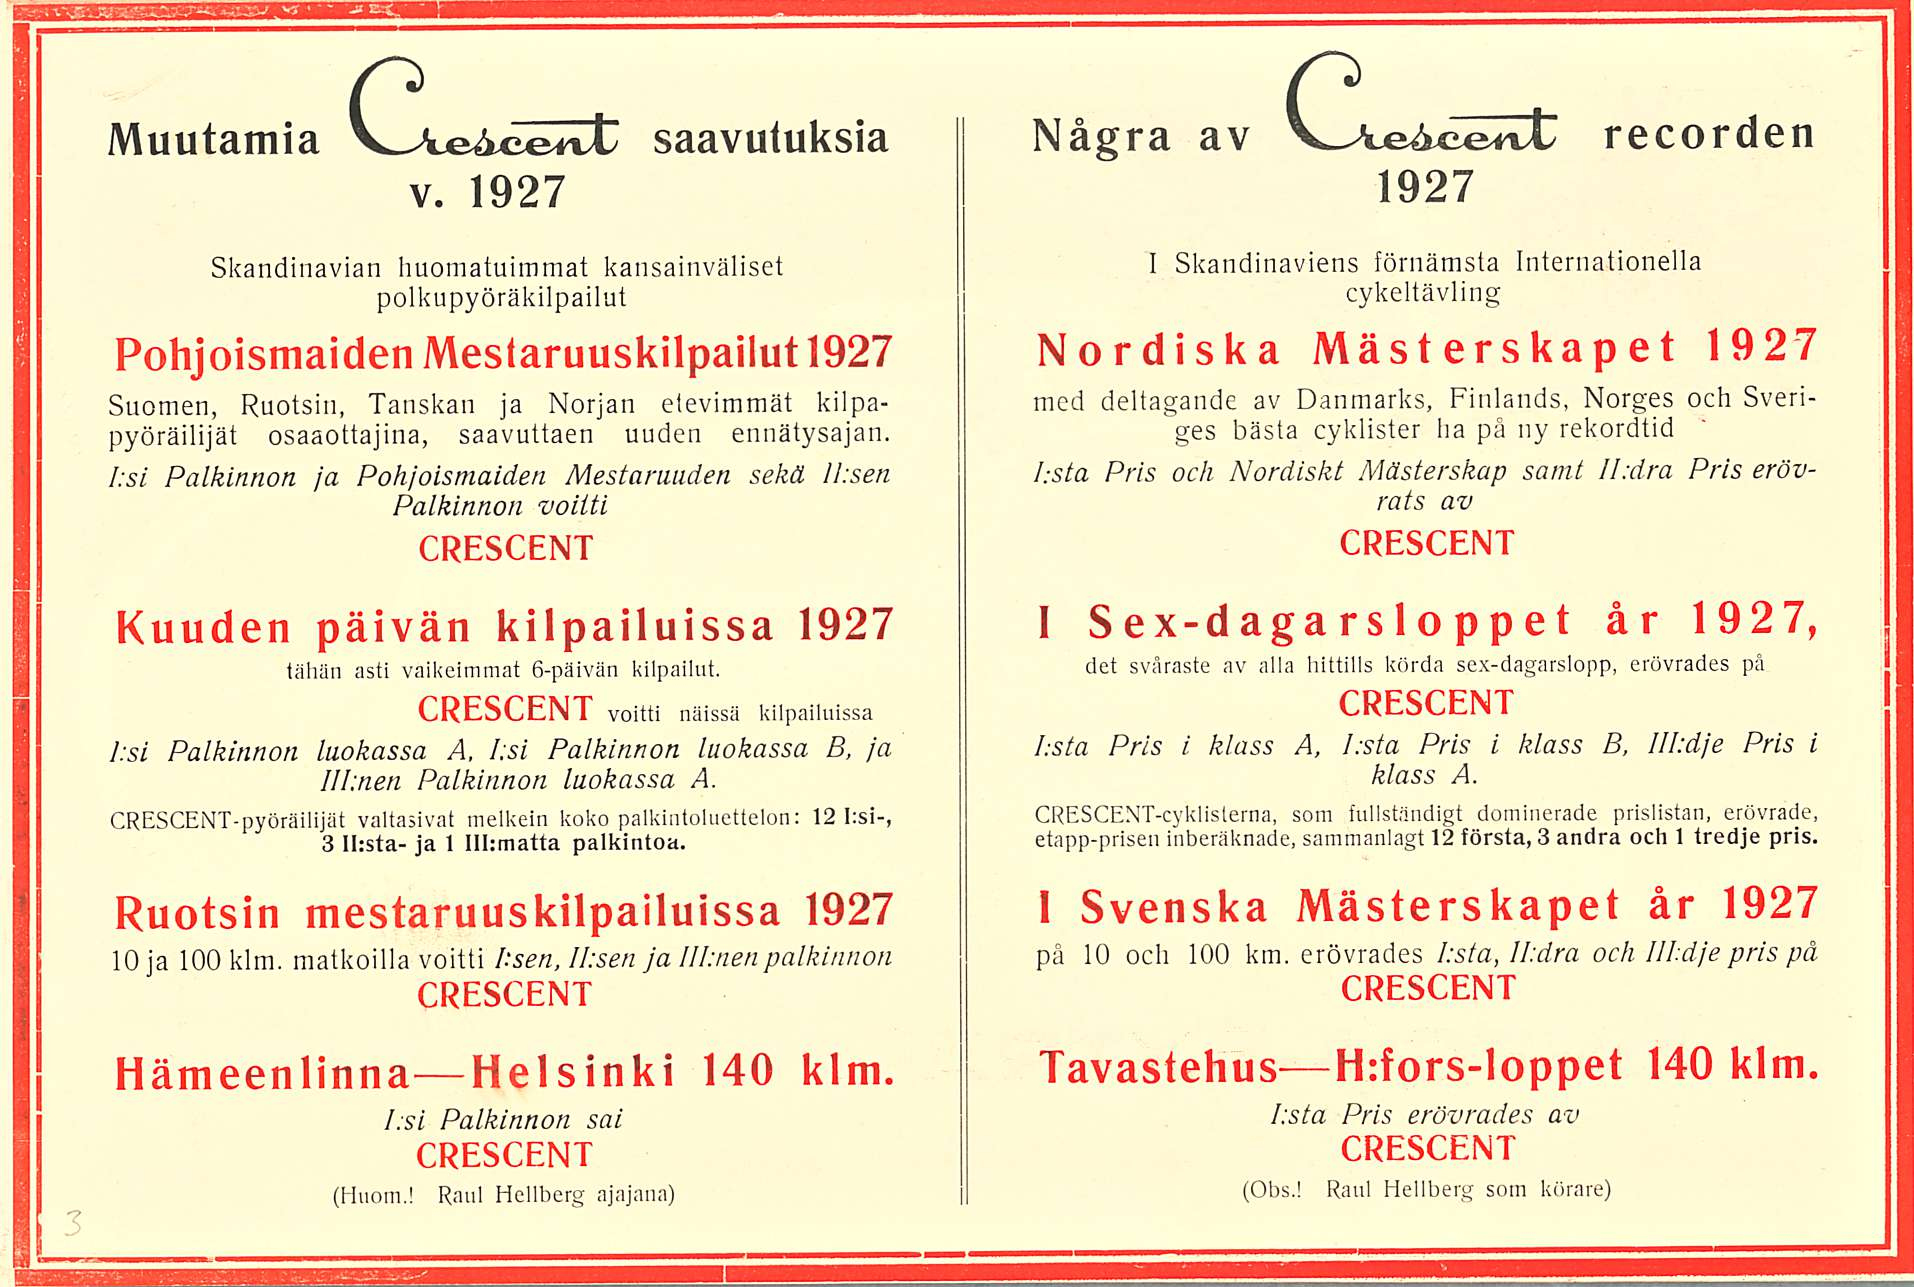 Muutamia Crescent saavutuksia
v. 1927
Skandinavian huomatuimmat kansainväliset
polkupyöräkilpailut
Pohjoismaiden Mestaruuskilpailut 1927
Suomen, Ruotsin, Tanskan ja Norjan etevimmät kilpa-
pyöräilijät osaaottajina, saavuttaen uuden ennätysajan.
I:si Palkinnon ja Pohjoismaiden Mestaruuden sekä II:sen
Palkinnon voitti
CRESCENT
Kuuden päivän kilpailuissa 1927
tähän asti vaikeimmat 6-päivän kilpailut.
CRESCENT voitti näissä kilpailuissa
I:si Palkinnon luokassa A, I:si Palkinnon luokassa B, ja
III:nen Palkinnon luokassa A.
CRESCENT-pyöräilijät valtasivat melkein koko palkintoluettelon: 12 I:si-,
3 II:sta- ja 1 III:matta palkintoa.
Ruotsin mestaruuskilpailuissa 1927
10 ja 100 klm. matkoilla voitti I:sen, II:sen ja III:nen palkinnon
CRESCENT
Hämeenlinna—Helsinki 140 klm.
I:si Palkinnon sai
CRESCENT
(Huom.! Raul Hellberg ajajana)
3
Några av Crescent recorden
1927
I Skandinaviens förnämsta Internationella
cykeltävling
Nordiska Mästerskapet 1927
med deltagande av Danmarks, Finlands, Norges och Sveri-
ges bästa cyklister ha på ny rekordtid
I:sta Pris och Nordiskt Mästerskap samt II:dra Pris eröv-
rats av
CRESCENT
I Sex-dagarsloppet år 1927,
det svåraste av alla hittills körda sex-dagarslopp, erövrades på
CRESCENT
I:sta Pris i klass A, I:sta Pris i klass B, III:dje Pris i
klass A.
CRESCENT-cyklisterna, som fullständigt dominerade prislistan, erövrade,
etapp-prisen inberäknade, sammanlagt 12 första, 3 andra och 1 tredje pris.
I Svenska Mästerskapet år 1927
på 10 och 100 km. erövrades I:sta, II:dra och III:dje pris på
CRESCENT
Tavastehus—H:fors-loppet 140 klm.
I:sta Pris erövrades av
CRESCENT
(Obs.! Raul Hellberg som körare)